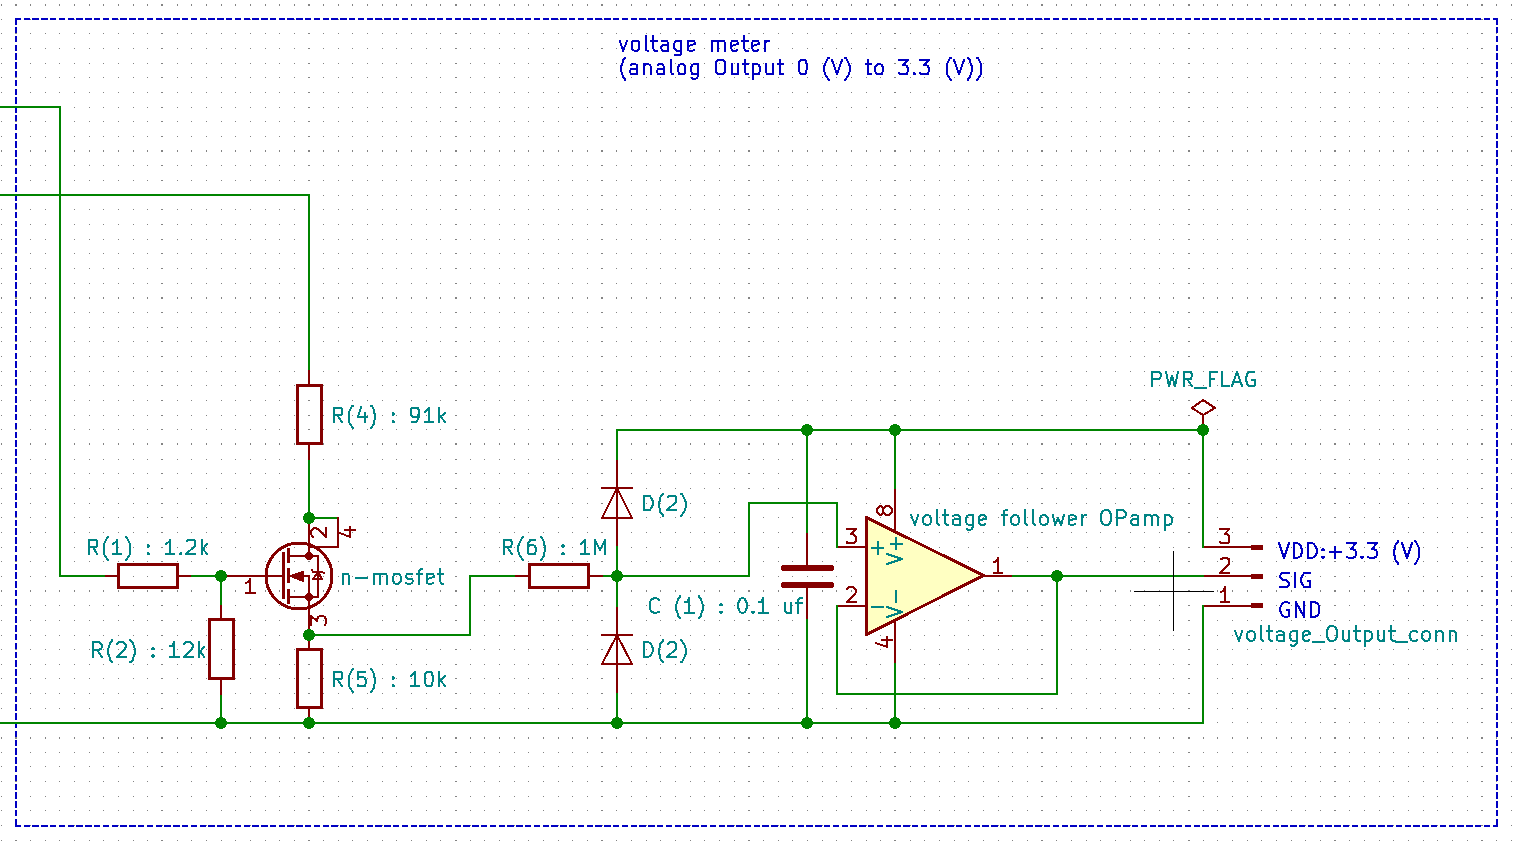 voltage meter
(analog Output 0 (V) to 3.3 (V))
PWR_FLAG
R(4) : 91k
D(2)
8
voltage follower OPamp
2
4
3
+
V+
3
VDD:+3.3 (V)
R(1) : 1.2k
1
n-mosfet
R(6) : 1M
1
2
SIG
C (1) : 0.1 uf
2
−
V−
1
GND
3
4
voltage_Output_conn
R(2) : 12k
R(5) : 10k
D(2)